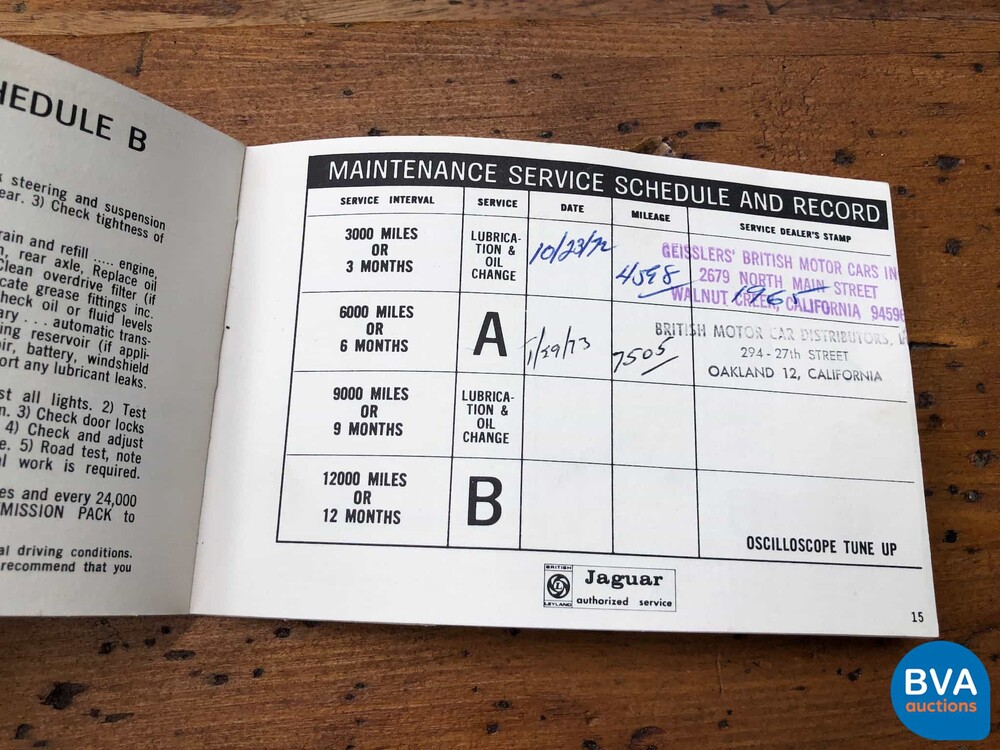 HEDULE B
k steering and suspension
ear. 3) Check tightness of
rain and refill ..... engine,
n, rear axle, Replace oil
Clean overdrive filter (if
cate grease fittings inc.
heck oil or fluid levels
ary . . . automatic trans-
ing reservoir (if appli-
ir, battery, windshield
ort any lubricant leaks.
st all lights. 2) Test
n. 3) Check door locks
4) Check and adjust
e. 5) Road test, note
al work is required.
es and every 24,000
MISSION PACK to
al driving conditions.
recommend that you
MAINTENANCE SERVICE SCHEDULE AND RECORD
SERVICE INTERVAL SERVICE DATE MILEAGE SERVICE DEALER'S STAMP
3000 MILES
OR
3 MONTHS
LUBRICA-
TION &
OIL
CHANGE
10/23/72
4598
GEISSLERS' BRITISH MOTOR CARS IN
2679 NORTH MAIN STREET
WALNUT CREEK, CALIFORNIA 94596
1965
6000 MILES
OR
6 MONTHS
A
1/29/73
7505
BRITISH MOTOR CAR DISTRIBUTORS, L
294-27th STREET
OAKLAND 12, CALIFORNIA
9000 MILES
OR
9 MONTHS
LUBRICA-
TION &
OIL
CHANGE
12000 MILES
OR
12 MONTHS
B
OSCILLOSCOPE TUNE UP
BRITISH
L
LEYLAND
Jaguar
authorized service
15
BVA
auctions